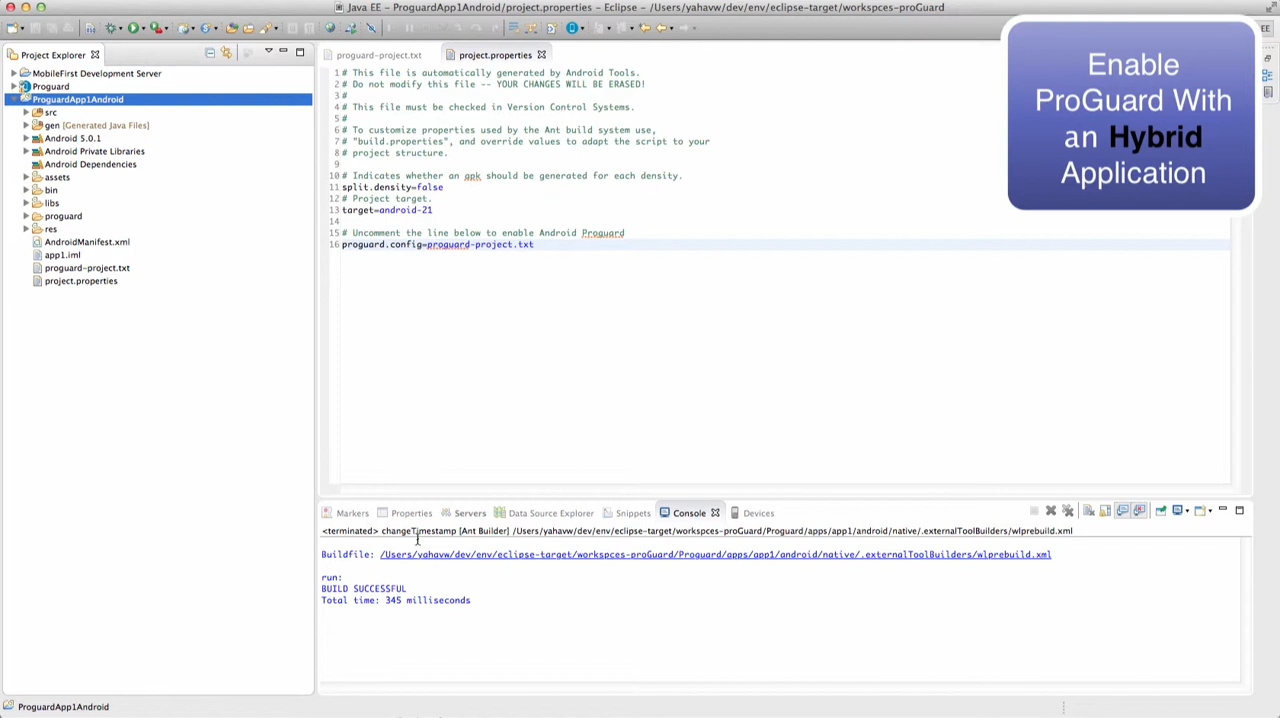 Java EE – ProguardApp1Android/project.properties – Eclipse – /Users/yahavw/dev/env/eclipse-target/workspces-proGuard
Project Explorer
MobileFirst Development Server
Proguard
ProguardApp1Android
src
gen [Generated Java Files]
Android 5.0.1
Android Private Libraries
Android Dependencies
assets
bin
libs
proguard
res
AndroidManifest.xml
app1.iml
proguard-project.txt
project.properties
proguard-project.txt
project.properties
1 # This file is automatically generated by Android Tools.
2 # Do not modify this file -- YOUR CHANGES WILL BE ERASED!
3 #
4 # This file must be checked in Version Control Systems.
5 #
6 # To customize properties used by the Ant build system use,
7 # "build.properties", and override values to adapt the script to your
8 # project structure.
9
10 # Indicates whether an apk should be generated for each density.
11 split.density=false
12 # Project target.
13 target=android-21
14
15 # Uncomment the line below to enable Android Proguard
16 proguard.config=proguard-project.txt
Enable
ProGuard With
an Hybrid
Application
EE
Markers Properties Servers Data Source Explorer Snippets Console Devices
<terminated> changeTimestamp [Ant Builder] /Users/yahavw/dev/env/eclipse-target/workspces-proGuard/Proguard/apps/app1/android/native/.externalToolBuilders/wlprebuild.xml
Buildfile: /Users/yahavw/dev/env/eclipse-target/workspces-proGuard/Proguard/apps/app1/android/native/.externalToolBuilders/wlprebuild.xml
run:
BUILD SUCCESSFUL
Total time: 345 milliseconds
ProguardApp1Android